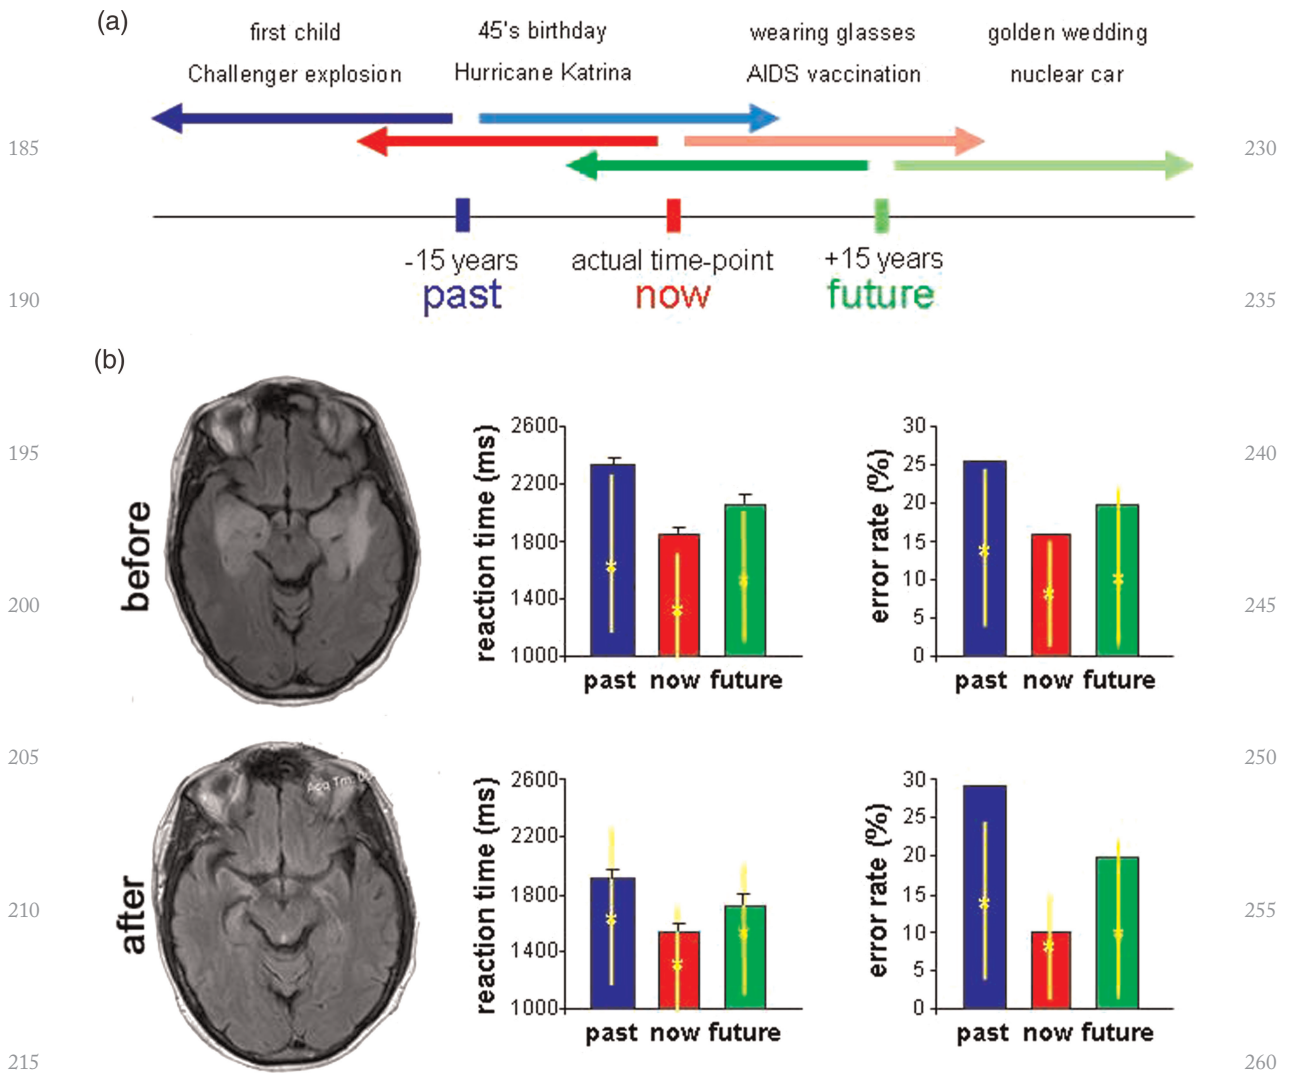 (a)
first child 45's birthday wearing glasses golden wedding
Challenger explosion Hurricane Katrina AIDS vaccination nuclear car
185 230
-15 years actual time-point +15 years
past now future
190 235
(b)
before
reaction time (ms)
2600
2200
1800
1400
1000
past now future
error rate (%)
30
25
20
15
10
5
0
past now future
195 240
200 245
205 250
after
Acq Tm:
reaction time (ms)
2600
2200
1800
1400
1000
past now future
error rate (%)
30
25
20
15
10
5
0
past now future
210 255
215 260